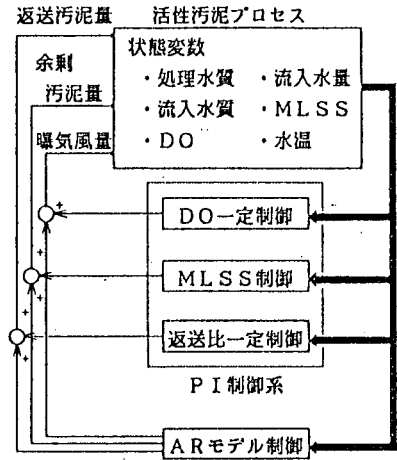 返送汚泥量　活性汚泥プロセス
状態変数
余剰
汚泥量
曝気風量
・処理水質　・流入水量
・流入水質　・ＭＬＳＳ
・ＤＯ　・水温
+
ＤＯ一定制御
+
+
ＭＬＳＳ制御
+
+
返送比一定制御
+
ＰＩ制御系
ＡＲモデル制御